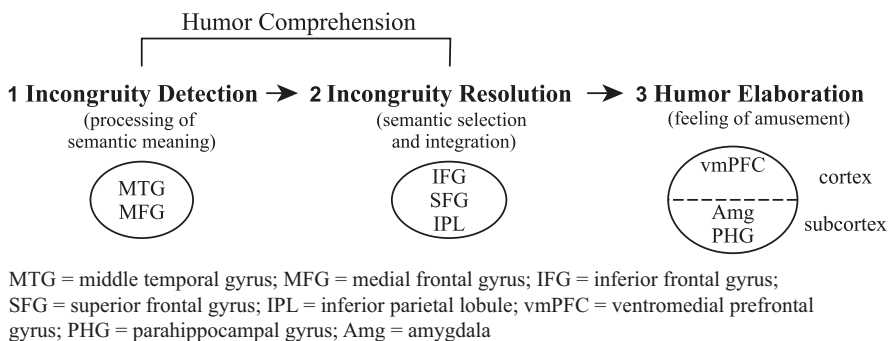 Humor Comprehension
1 Incongruity Detection → 2 Incongruity Resolution → 3 Humor Elaboration
(processing of
semantic meaning)
(semantic selection
and integration)
(feeling of amusement)
MTG
MFG
IFG
SFG
IPL
vmPFC
cortex
Amg
PHG
subcortex
MTG = middle temporal gyrus; MFG = medial frontal gyrus; IFG = inferior frontal gyrus;
SFG = superior frontal gyrus; IPL = inferior parietal lobule; vmPFC = ventromedial prefrontal
gyrus; PHG = parahippocampal gyrus; Amg = amygdala